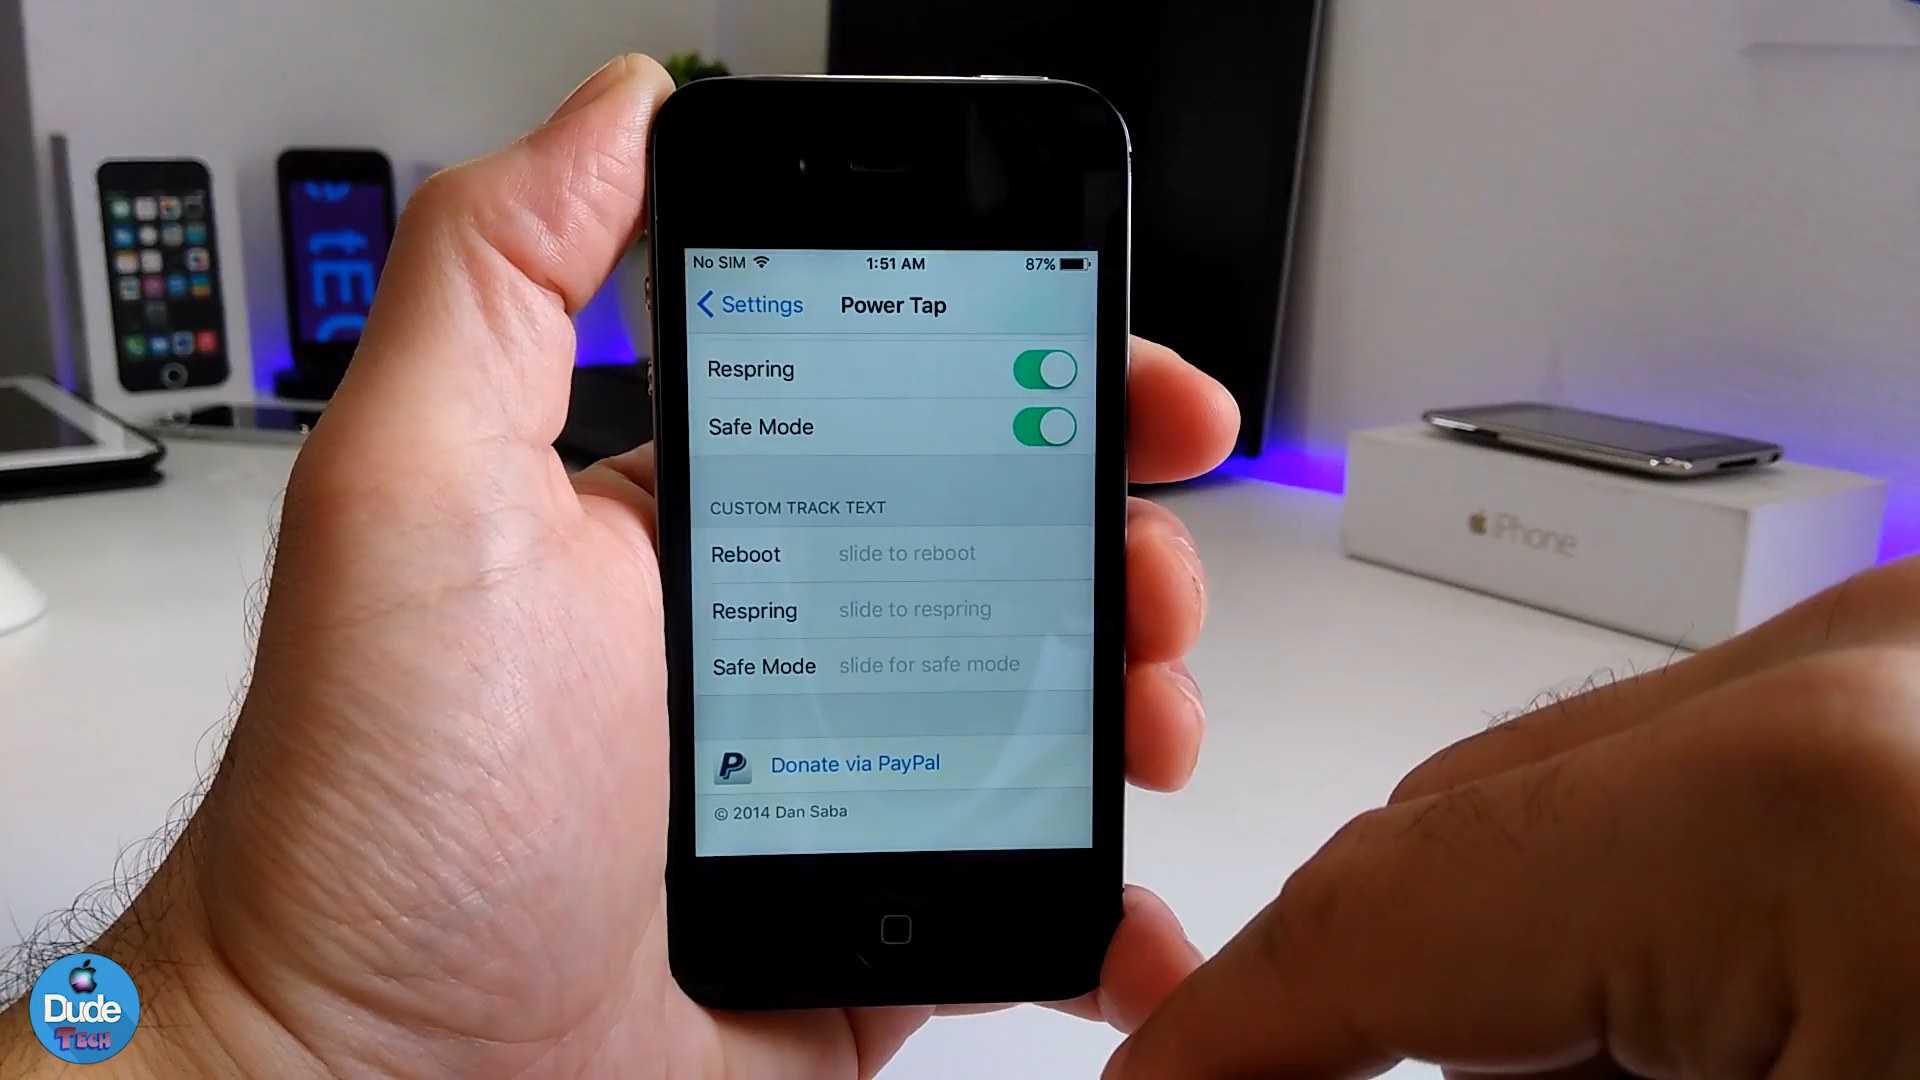 No SIM 1:51 AM 87%
Settings Power Tap
Respring
Safe Mode
CUSTOM TRACK TEXT
Reboot slide to reboot
Respring slide to respring
Safe Mode slide for safe mode
Donate via PayPal
© 2014 Dan Saba
iPhone
tEC
Dude
TECH